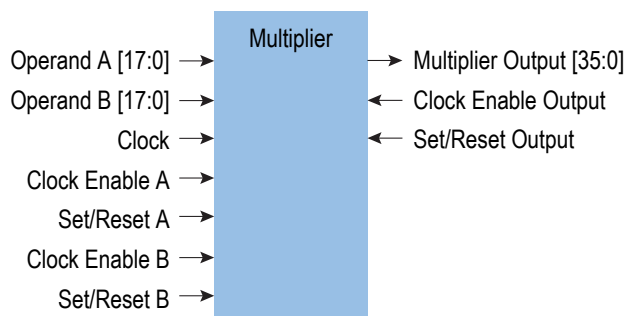 Multiplier
Operand A [17:0]
Operand B [17:0]
Clock
Clock Enable A
Set/Reset A
Clock Enable B
Set/Reset B
Multiplier Output [35:0]
Clock Enable Output
Set/Reset Output